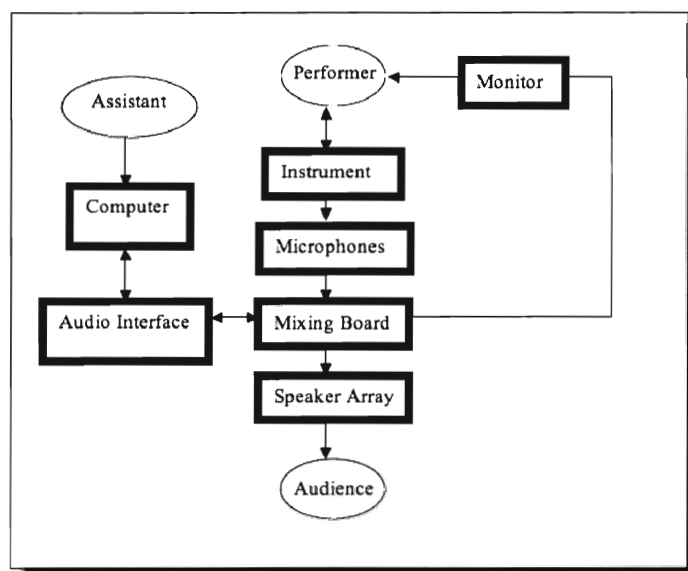 Performer
Monitor
Assistant
Instrument
Computer
Microphones
Audio Interface
Mixing Board
Speaker Array
Audience